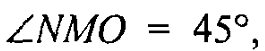 ∠NMO = 45°,